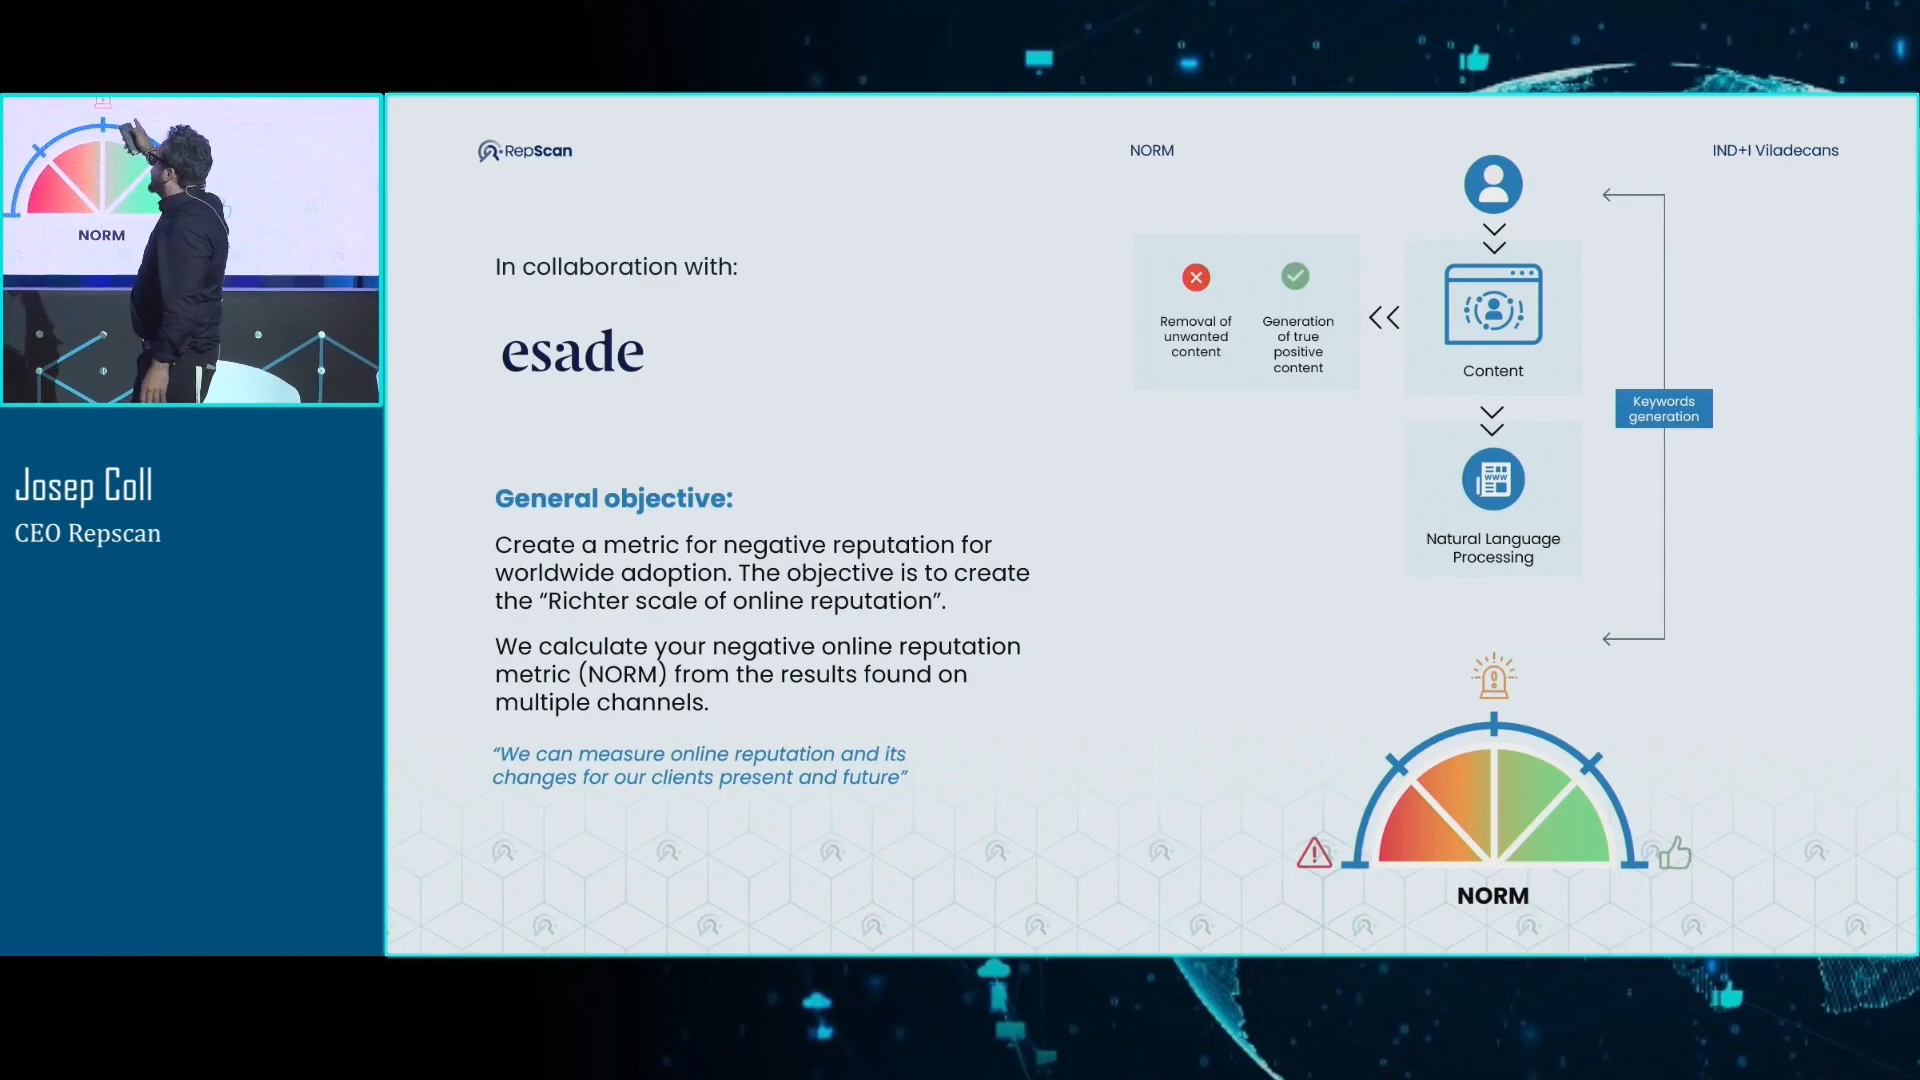 NORM
Josep Coll
CEO Repscan
RepScan
NORM
IND+I Viladecans
In collaboration with:
esade
General objective:
Create a metric for negative reputation for
worldwide adoption. The objective is to create
the “Richter scale of online reputation”.
We calculate your negative online reputation
metric (NORM) from the results found on
multiple channels.
“We can measure online reputation and its
changes for our clients present and future”
Removal of
unwanted
content
Generation
of true
positive
content
Content
Keywords
generation
www
Natural Language
Processing
NORM